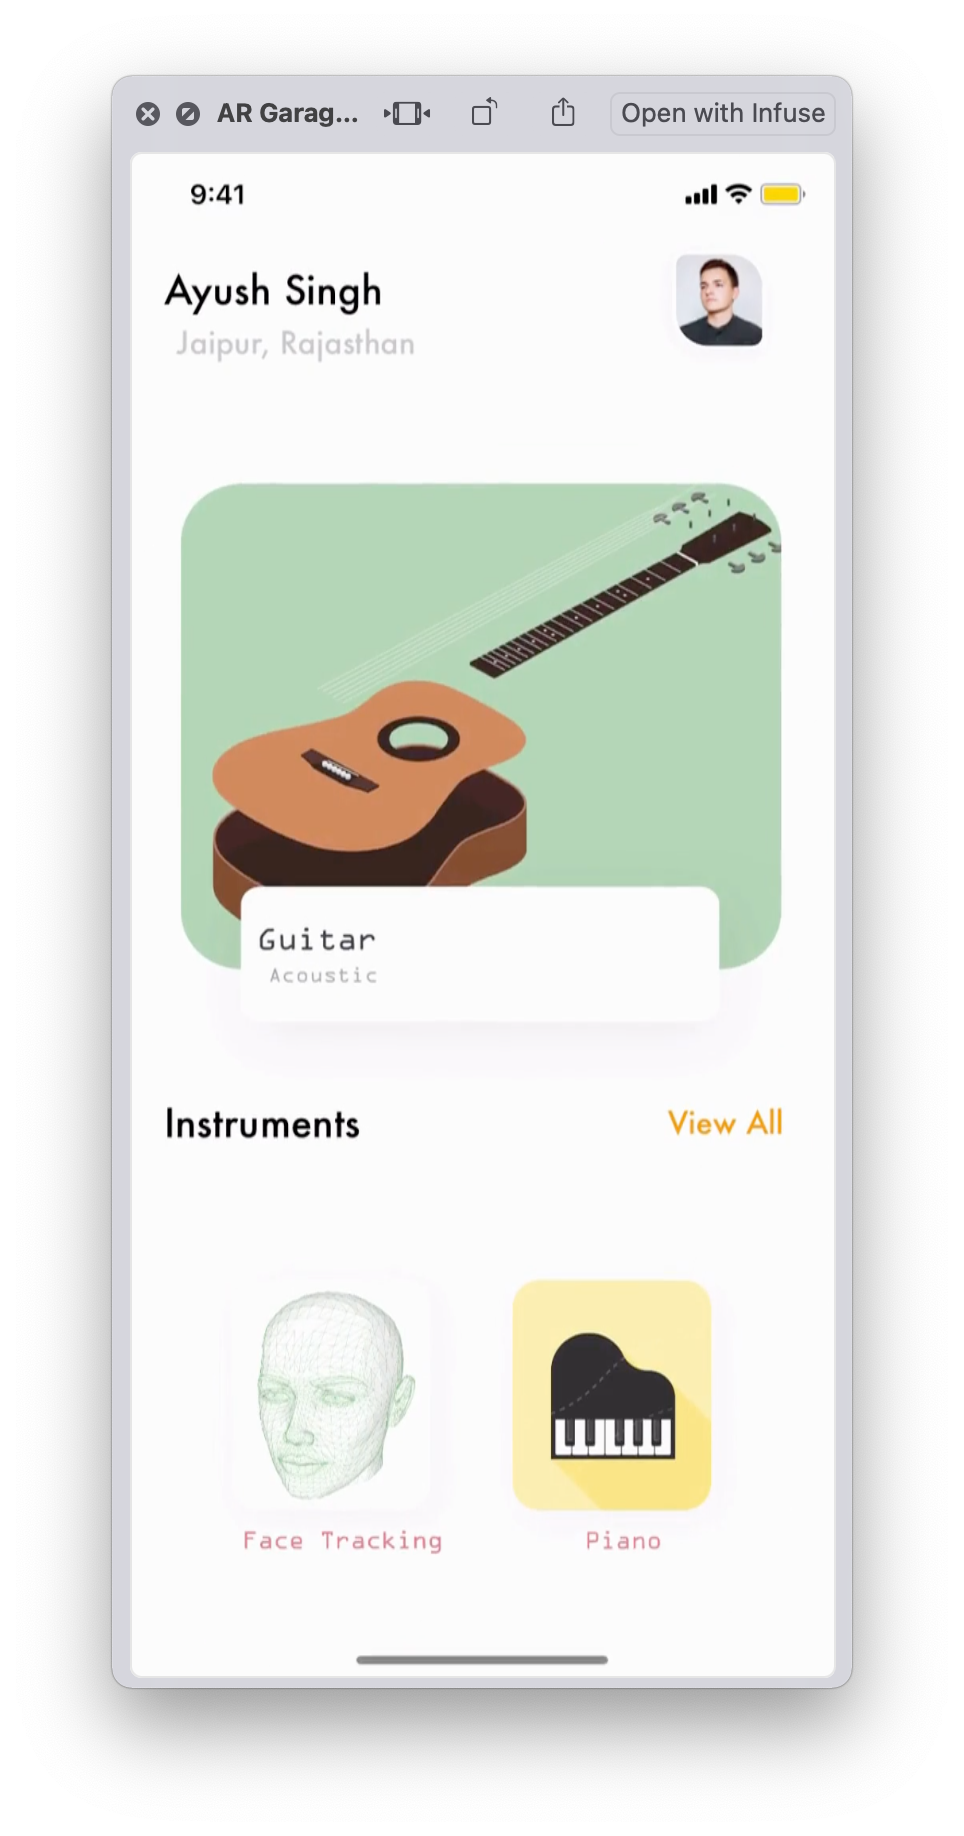 AR Garag...
Open with Infuse
9:41
Ayush Singh
Jaipur, Rajasthan
Guitar
Acoustic
Instruments
View All
Face Tracking
Piano